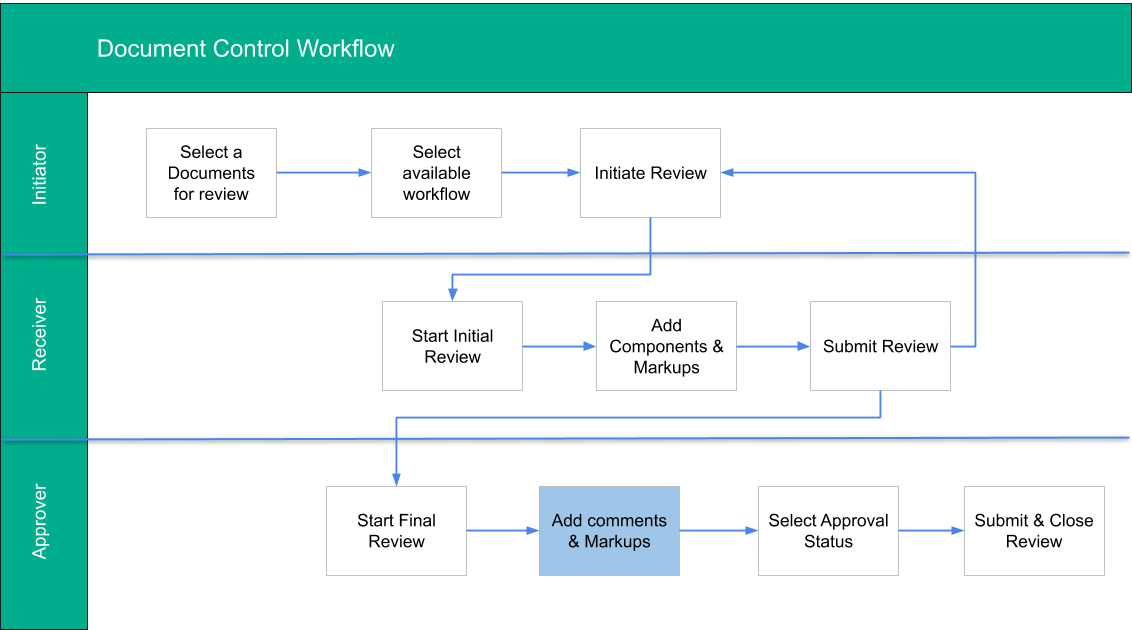 Document Control Workflow
Initiator
Select a
Documents
for review
Select
available
workflow
Initiate Review
Receiver
Start Initial
Review
Add
Components &
Markups
Submit Review
Approver
Start Final
Review
Add comments
& Markups
Select Approval
Status
Submit & Close
Review